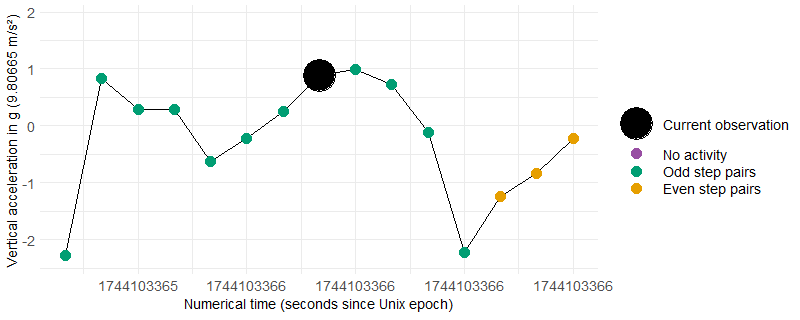 Vertical acceleration in g (9.80665 m/s²)
2
1
0
-1
-2
1744103365 1744103366 1744103366 1744103366 1744103366
Numerical time (seconds since Unix epoch)
Current observation
No activity
Odd step pairs
Even step pairs